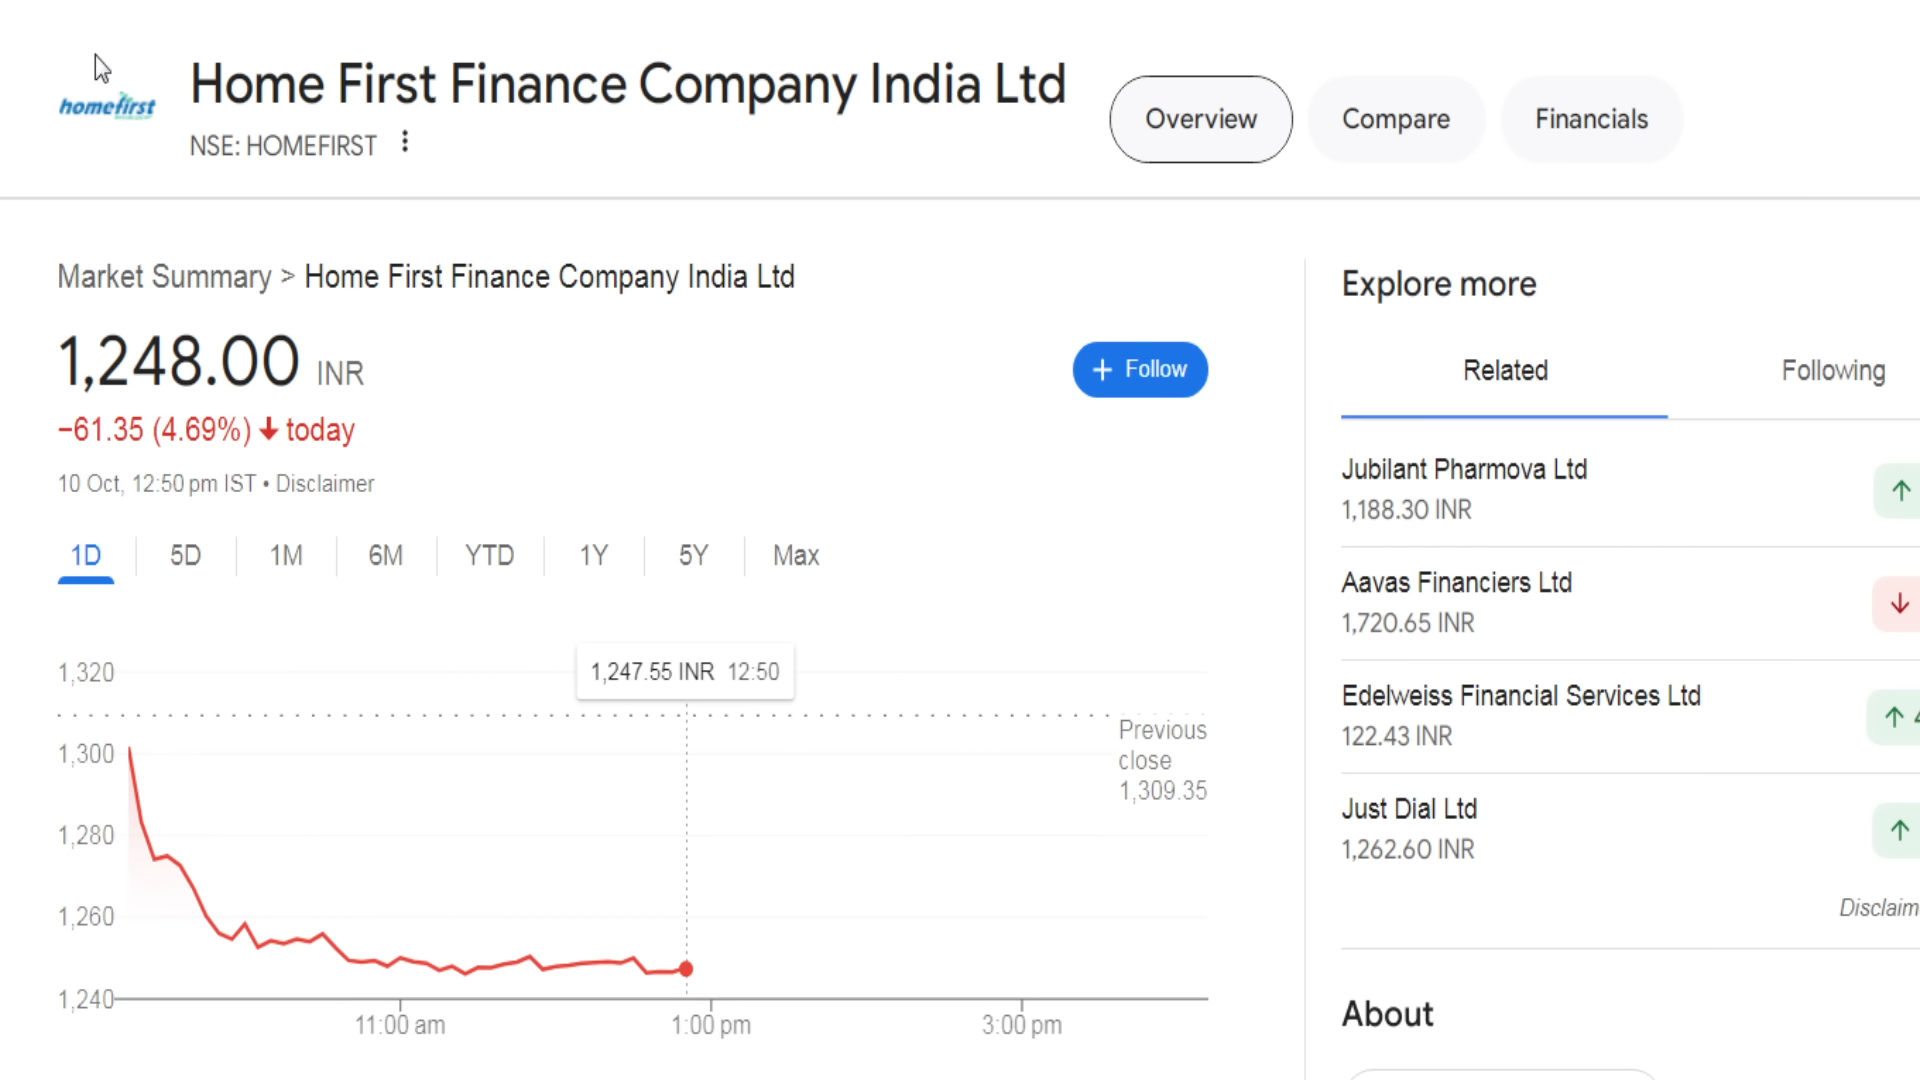 homefirst
Home First Finance Company India Ltd
NSE: HOMEFIRST
Overview
Compare
Financials
Market Summary > Home First Finance Company India Ltd
1,248.00 INR
+ Follow
−61.35 (4.69%) ↓ today
10 Oct, 12:50 pm IST • Disclaimer
1D
5D
1M
6M
YTD
1Y
5Y
Max
1,247.55 INR 12:50
1,320
1,300
1,280
1,260
1,240
Previous
close
1,309.35
11:00 am
1:00 pm
3:00 pm
Explore more
Related
Following
Jubilant Pharmova Ltd
1,188.30 INR
↑
Aavas Financiers Ltd
1,720.65 INR
↓
Edelweiss Financial Services Ltd
122.43 INR
↑
Just Dial Ltd
1,262.60 INR
↑
Disclaim
About